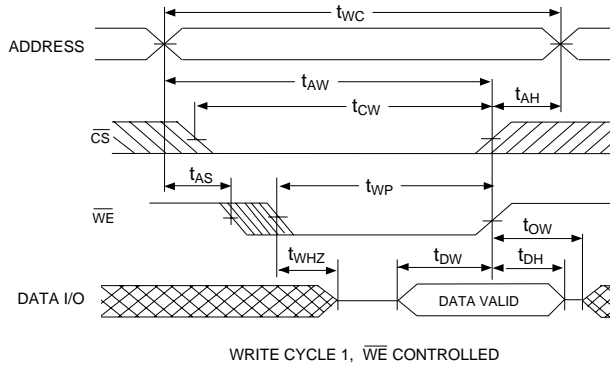 tWC
ADDRESS
tAW
tCW
tAH
CS
tAS
tWP
WE
tOW
tWHZ
tDW
tDH
DATA I/O
DATA VALID
WRITE CYCLE 1, WE CONTROLLED